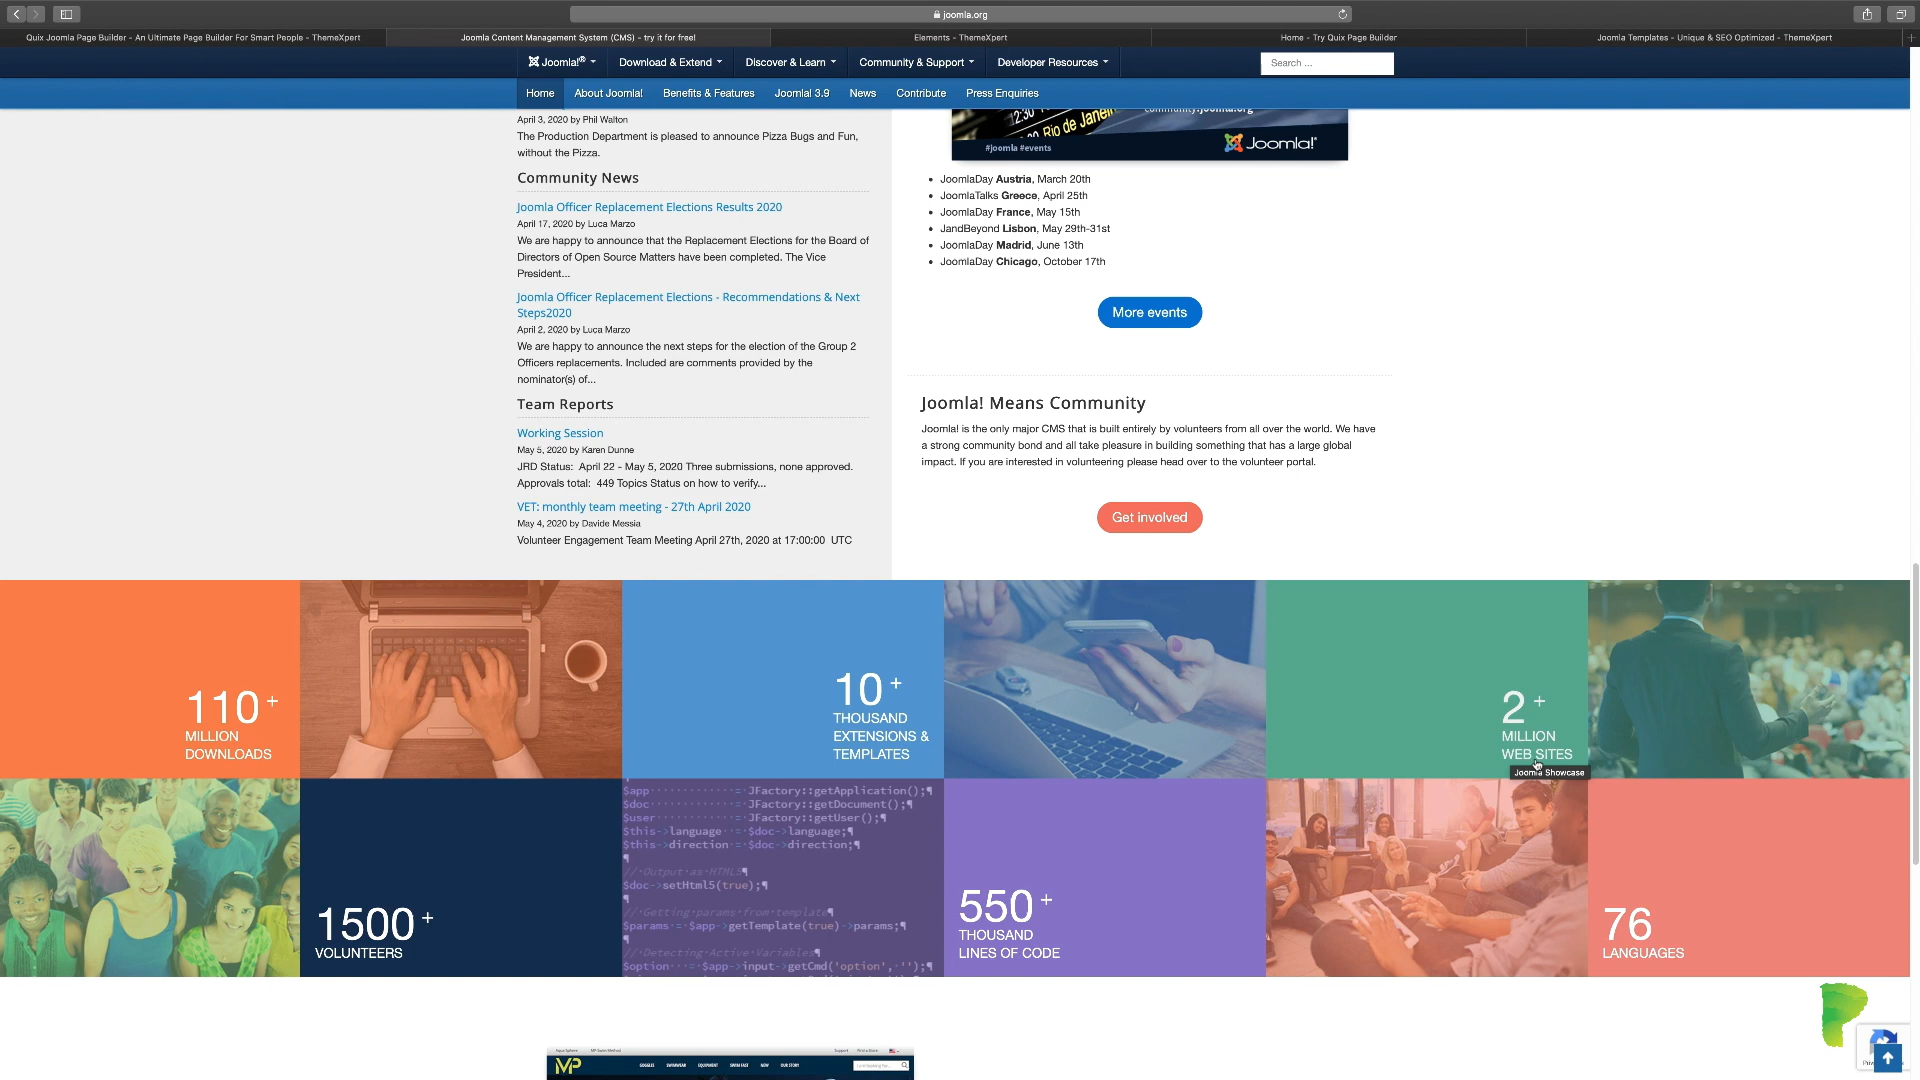 joomla.org
Quix Joomla Page Builder - An Ultimate Page Builder For Smart People - ThemeXpert
Joomla Content Management System (CMS) - try it for free!
Elements - ThemeXpert
Home - Try Quix Page Builder
Joomla Templates - Unique & SEO Optimized - ThemeXpert
Joomla!®
Download & Extend
Discover & Learn
Community & Support
Developer Resources
Search ...
Home
About Joomla!
Benefits & Features
Joomla! 3.9
News
Contribute
Press Enquiries
April 3, 2020 by Phil Walton
The Production Department is pleased to announce Pizza Bugs and Fun,
without the Pizza.
Community News
Joomla Officer Replacement Elections Results 2020
April 17, 2020 by Luca Marzo
We are happy to announce that the Replacement Elections for the Board of
Directors of Open Source Matters have been completed. The Vice
President...
Joomla Officer Replacement Elections - Recommendations & Next
Steps2020
April 2, 2020 by Luca Marzo
We are happy to announce the next steps for the election of the Group 2
Officers replacements. Included are comments provided by the
nominator(s) of...
Team Reports
Working Session
May 5, 2020 by Karen Dunne
JRD Status: April 22 - May 5, 2020 Three submissions, none approved.
Approvals total: 449 Topics Status on how to verify...
VET: monthly team meeting - 27th April 2020
May 4, 2020 by Davide Messia
Volunteer Engagement Team Meeting April 27th, 2020 at 17:00:00 UTC
community.joomla.org
12:30
Rio de Janeir
#joomla #events
Joomla!®
JoomlaDay Austria, March 20th
JoomlaTalks Greece, April 25th
JoomlaDay France, May 15th
JandBeyond Lisbon, May 29th-31st
JoomlaDay Madrid, June 13th
JoomlaDay Chicago, October 17th
More events
Joomla! Means Community
Joomla! is the only major CMS that is built entirely by volunteers from all over the world. We have
a strong community bond and all take pleasure in building something that has a large global
impact. If you are interested in volunteering please head over to the volunteer portal.
Get involved
110+
MILLION
DOWNLOADS
10+
THOUSAND
EXTENSIONS &
TEMPLATES
2+
MILLION
WEB SITES
Joomla Showcase
1500+
VOLUNTEERS
$app············=·JFactory::getApplication();¶
$doc············=·JFactory::getDocument();¶
$user···········=·JFactory::getUser();¶
$this->language··=·$doc->language;¶
$this->direction·=·$doc->direction;¶
¶
//·Output·as·HTML5¶
$doc->setHtml5(true);¶
¶
//·Getting·params·from·template¶
$params·=·$app->getTemplate(true)->params;¶
¶
//·Detecting·Active·Variables¶
$option···=·$app->input->getCmd('option',·'');¶
550+
THOUSAND
LINES OF CODE
76
LANGUAGES
MP
Support
GOGGLES
SWIMWEAR
EQUIPMENT
SWIM FAST
NEW
OUR STORY